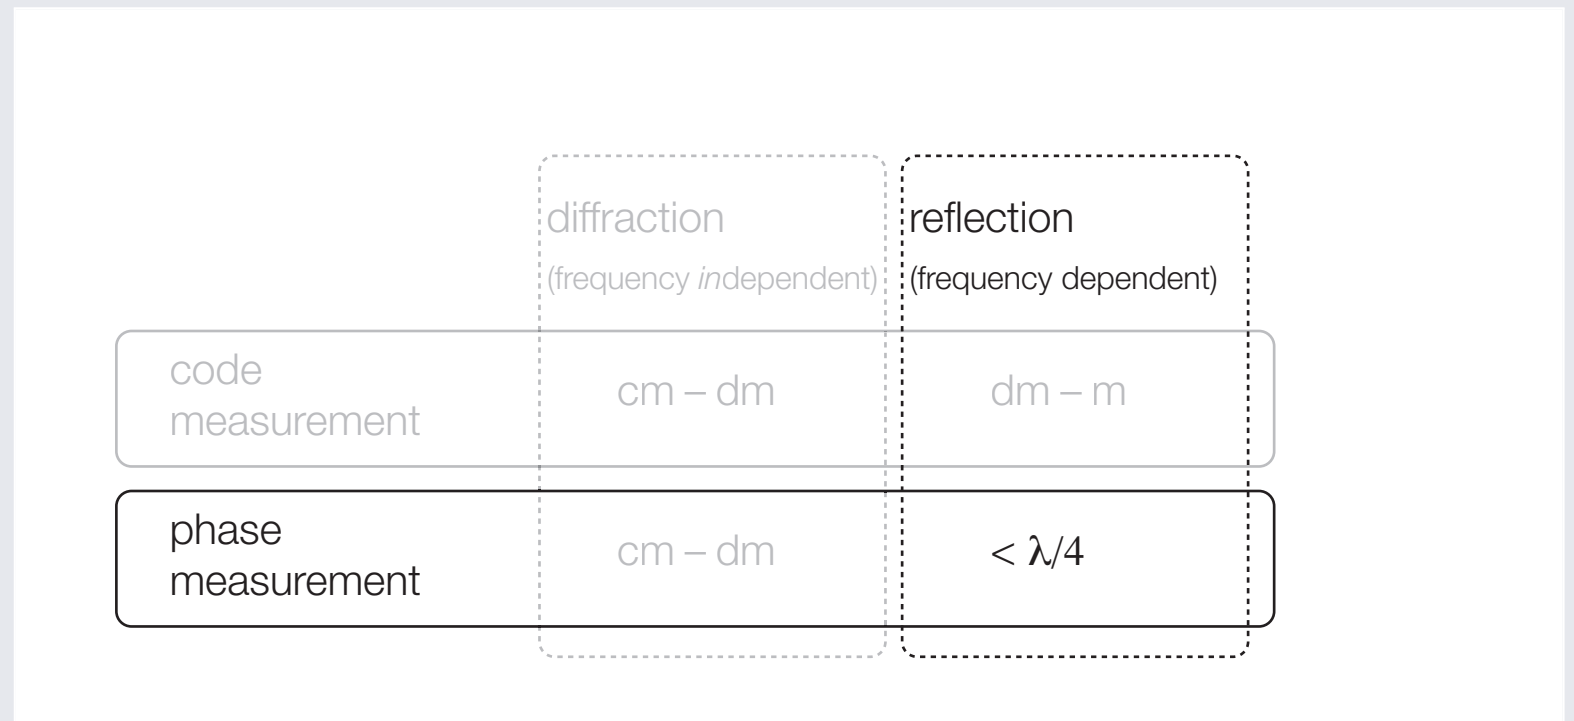 diffraction
reflection
(frequency independent)
(frequency dependent)
code
measurement
cm – dm
dm – m
phase
measurement
cm – dm
< λ/4